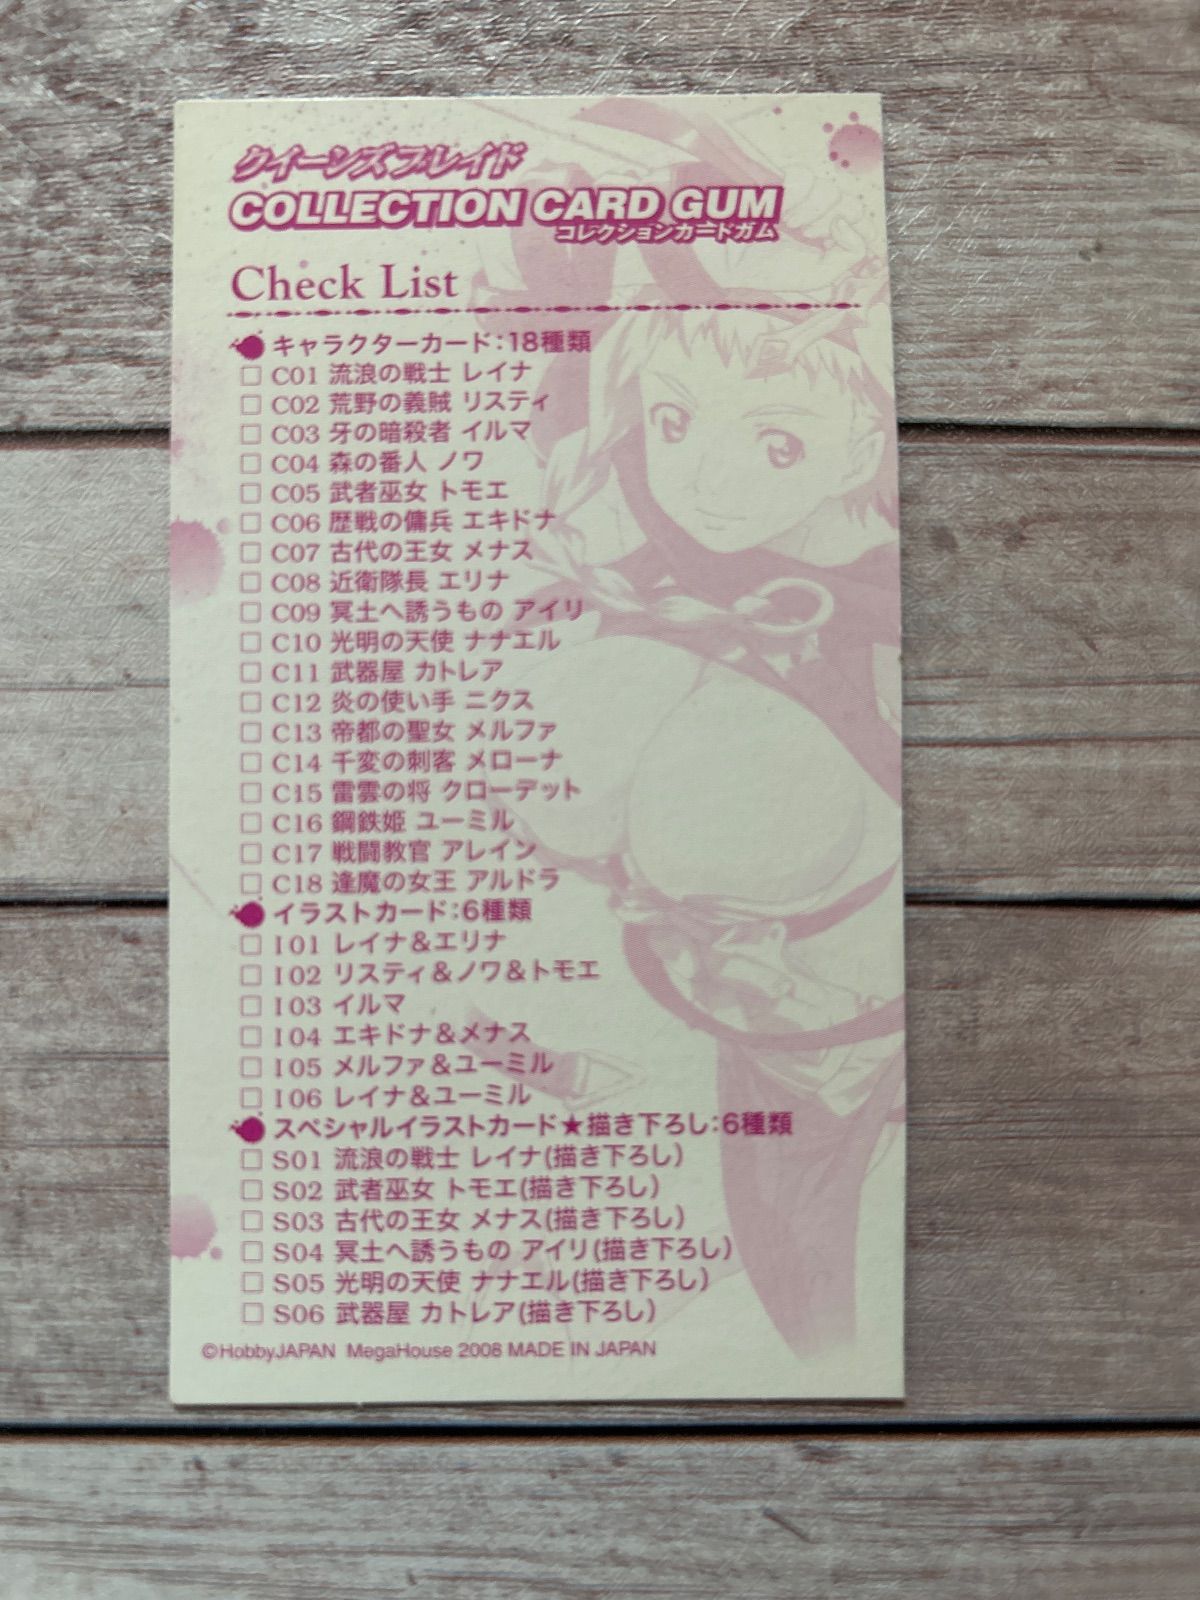 クイーンズブレイド
COLLECTION CARD GUM
コレクションカードガム
Check List
キャラクターカード:18種類
□ C01 流浪の戦士 レイナ
□ C02 荒野の義賊 リスティ
□ C03 牙の暗殺者 イルマ
□ C04 森の番人 ノワ
□ C05 武者巫女 トモエ
□ C06 歴戦の傭兵 エキドナ
□ C07 古代の王女 メナス
□ C08 近衛隊長 エリナ
□ C09 冥土へ誘うもの アイリ
□ C10 光明の天使 ナナエル
□ C11 武器屋 カトレア
□ C12 炎の使い手 ニクス
□ C13 帝都の聖女 メルファ
□ C14 千変の刺客 メローナ
□ C15 雷雲の将 クローデット
□ C16 鋼鉄姫 ユーミル
□ C17 戦闘教官 アレイン
□ C18 逢魔の女王 アルドラ
イラストカード:6種類
□ I01 レイナ&エリナ
□ I02 リスティ&ノワ&トモエ
□ I03 イルマ
□ I04 エキドナ&メナス
□ I05 メルファ&ユーミル
□ I06 レイナ&ユーミル
スペシャルイラストカード★描き下ろし:6種類
□ S01 流浪の戦士 レイナ(描き下ろし)
□ S02 武者巫女 トモエ(描き下ろし)
□ S03 古代の王女 メナス(描き下ろし)
□ S04 冥土へ誘うもの アイリ(描き下ろし)
□ S05 光明の天使 ナナエル(描き下ろし)
□ S06 武器屋 カトレア(描き下ろし)
©HobbyJAPAN MegaHouse 2008 MADE IN JAPAN